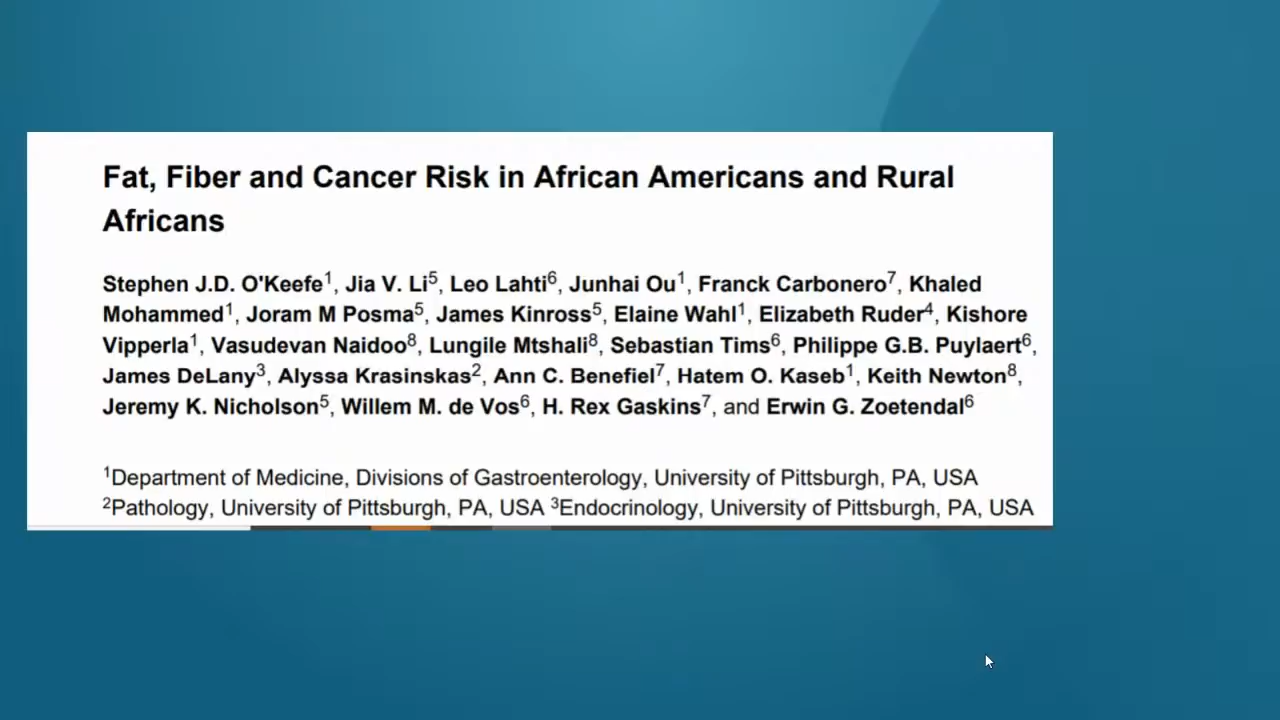 Fat, Fiber and Cancer Risk in African Americans and Rural
Africans
Stephen J.D. O'Keefe1, Jia V. Li5, Leo Lahti6, Junhai Ou1, Franck Carbonero7, Khaled
Mohammed1, Joram M Posma5, James Kinross5, Elaine Wahl1, Elizabeth Ruder4, Kishore
Vipperla1, Vasudevan Naidoo8, Lungile Mtshali8, Sebastian Tims6, Philippe G.B. Puylaert6,
James DeLany3, Alyssa Krasinskas2, Ann C. Benefiel7, Hatem O. Kaseb1, Keith Newton8,
Jeremy K. Nicholson5, Willem M. de Vos6, H. Rex Gaskins7, and Erwin G. Zoetendal6
1Department of Medicine, Divisions of Gastroenterology, University of Pittsburgh, PA, USA
2Pathology, University of Pittsburgh, PA, USA 3Endocrinology, University of Pittsburgh, PA, USA